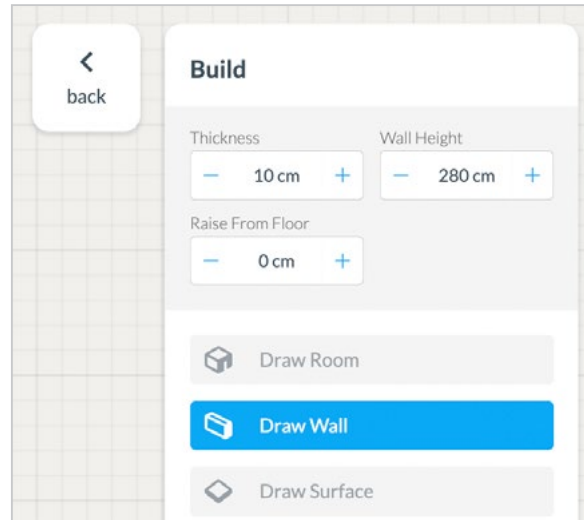 back
Build
Thickness
Wall Height
− 10 cm +
− 280 cm +
Raise From Floor
− 0 cm +
Draw Room
Draw Wall
Draw Surface